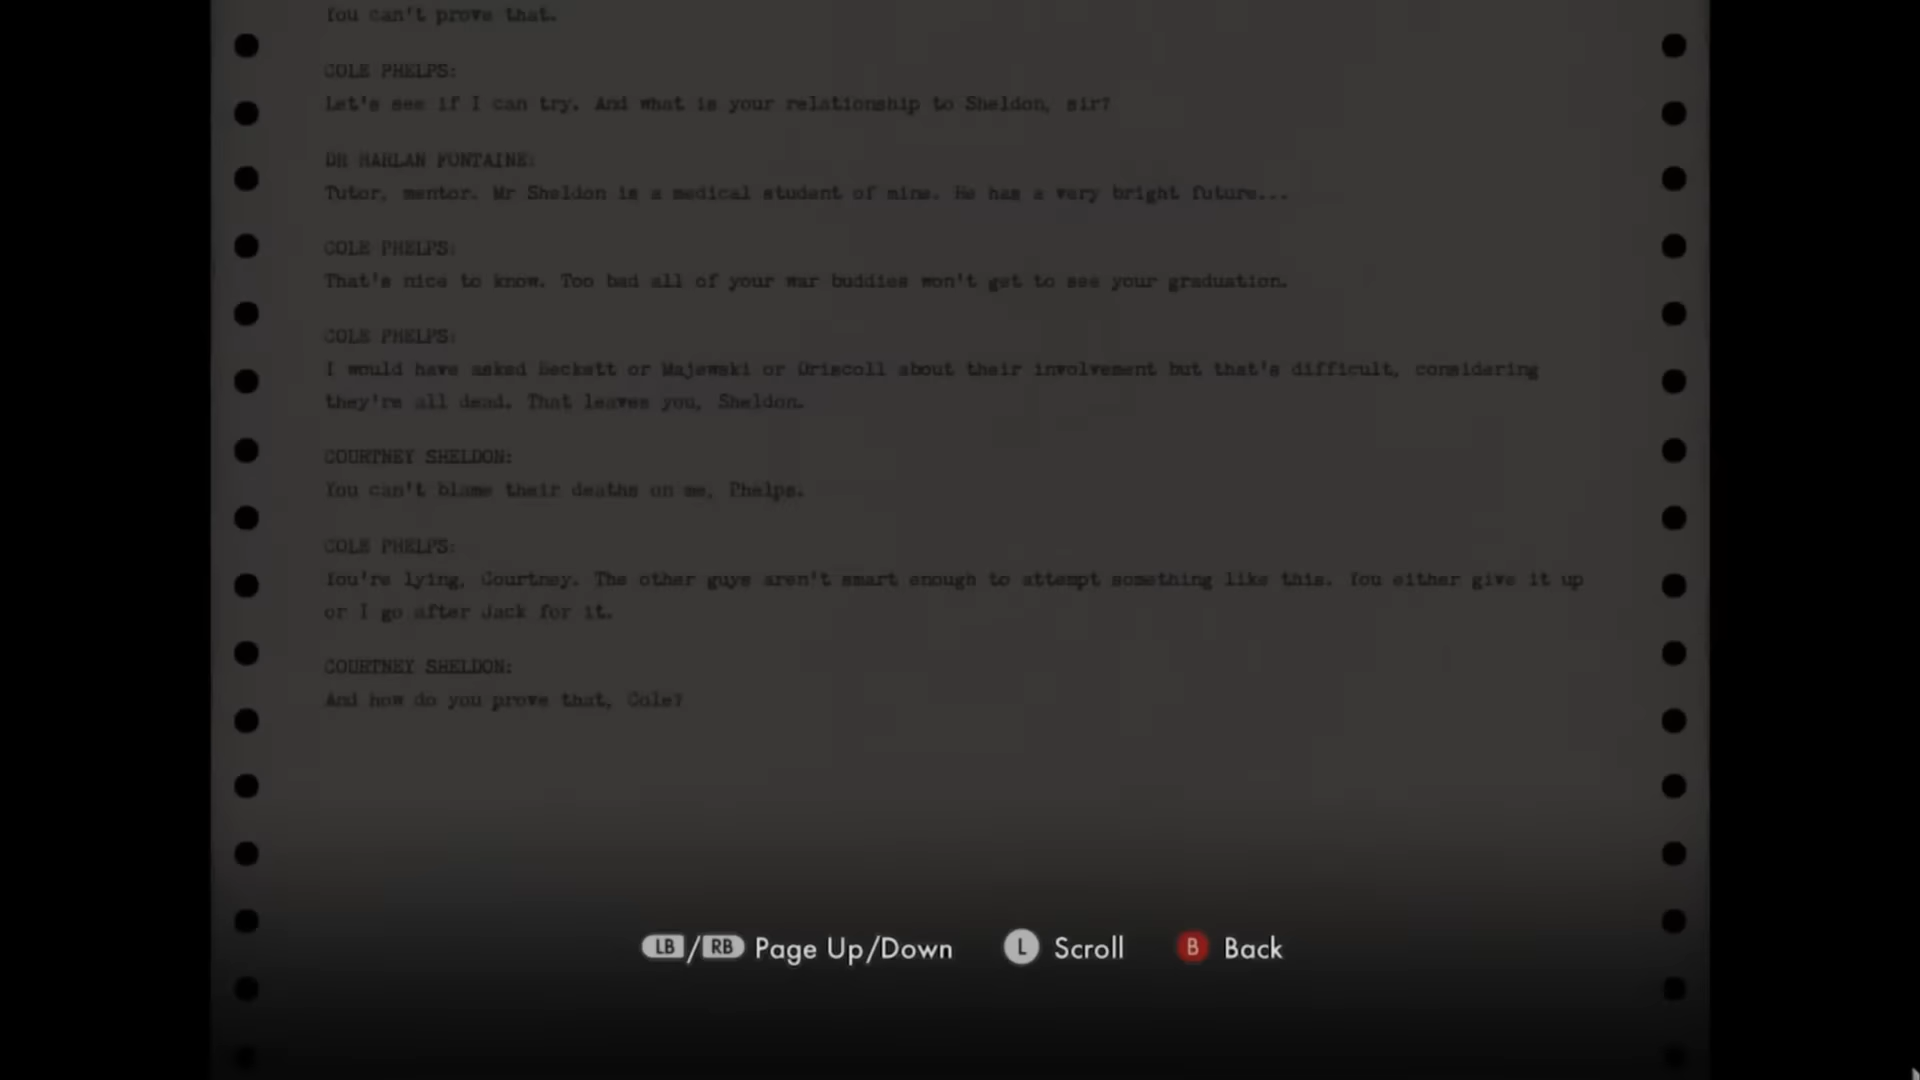 You can't prove that.
COLE PHELPS:
Let's see if I can try. And what is your relationship to Sheldon, sir?
DR HARLAN FONTAINE:
Tutor, mentor. Mr Sheldon is a medical student of mine. He has a very bright future...
COLE PHELPS:
That's nice to know. Too bad all of your war buddies won't get to see your graduation.
COLE PHELPS:
I would have asked Beckett or Majewski or Driscoll about their involvement but that's difficult, considering
they're all dead. That leaves you, Sheldon.
COURTNEY SHELDON:
You can't blame their deaths on me, Phelps.
COLE PHELPS:
You're lying, Courtney. The other guys aren't smart enough to attempt something like this. You either give it up
or I go after Jack for it.
COURTNEY SHELDON:
And how do you prove that, Cole?
LB/RB Page Up/Down L Scroll B Back